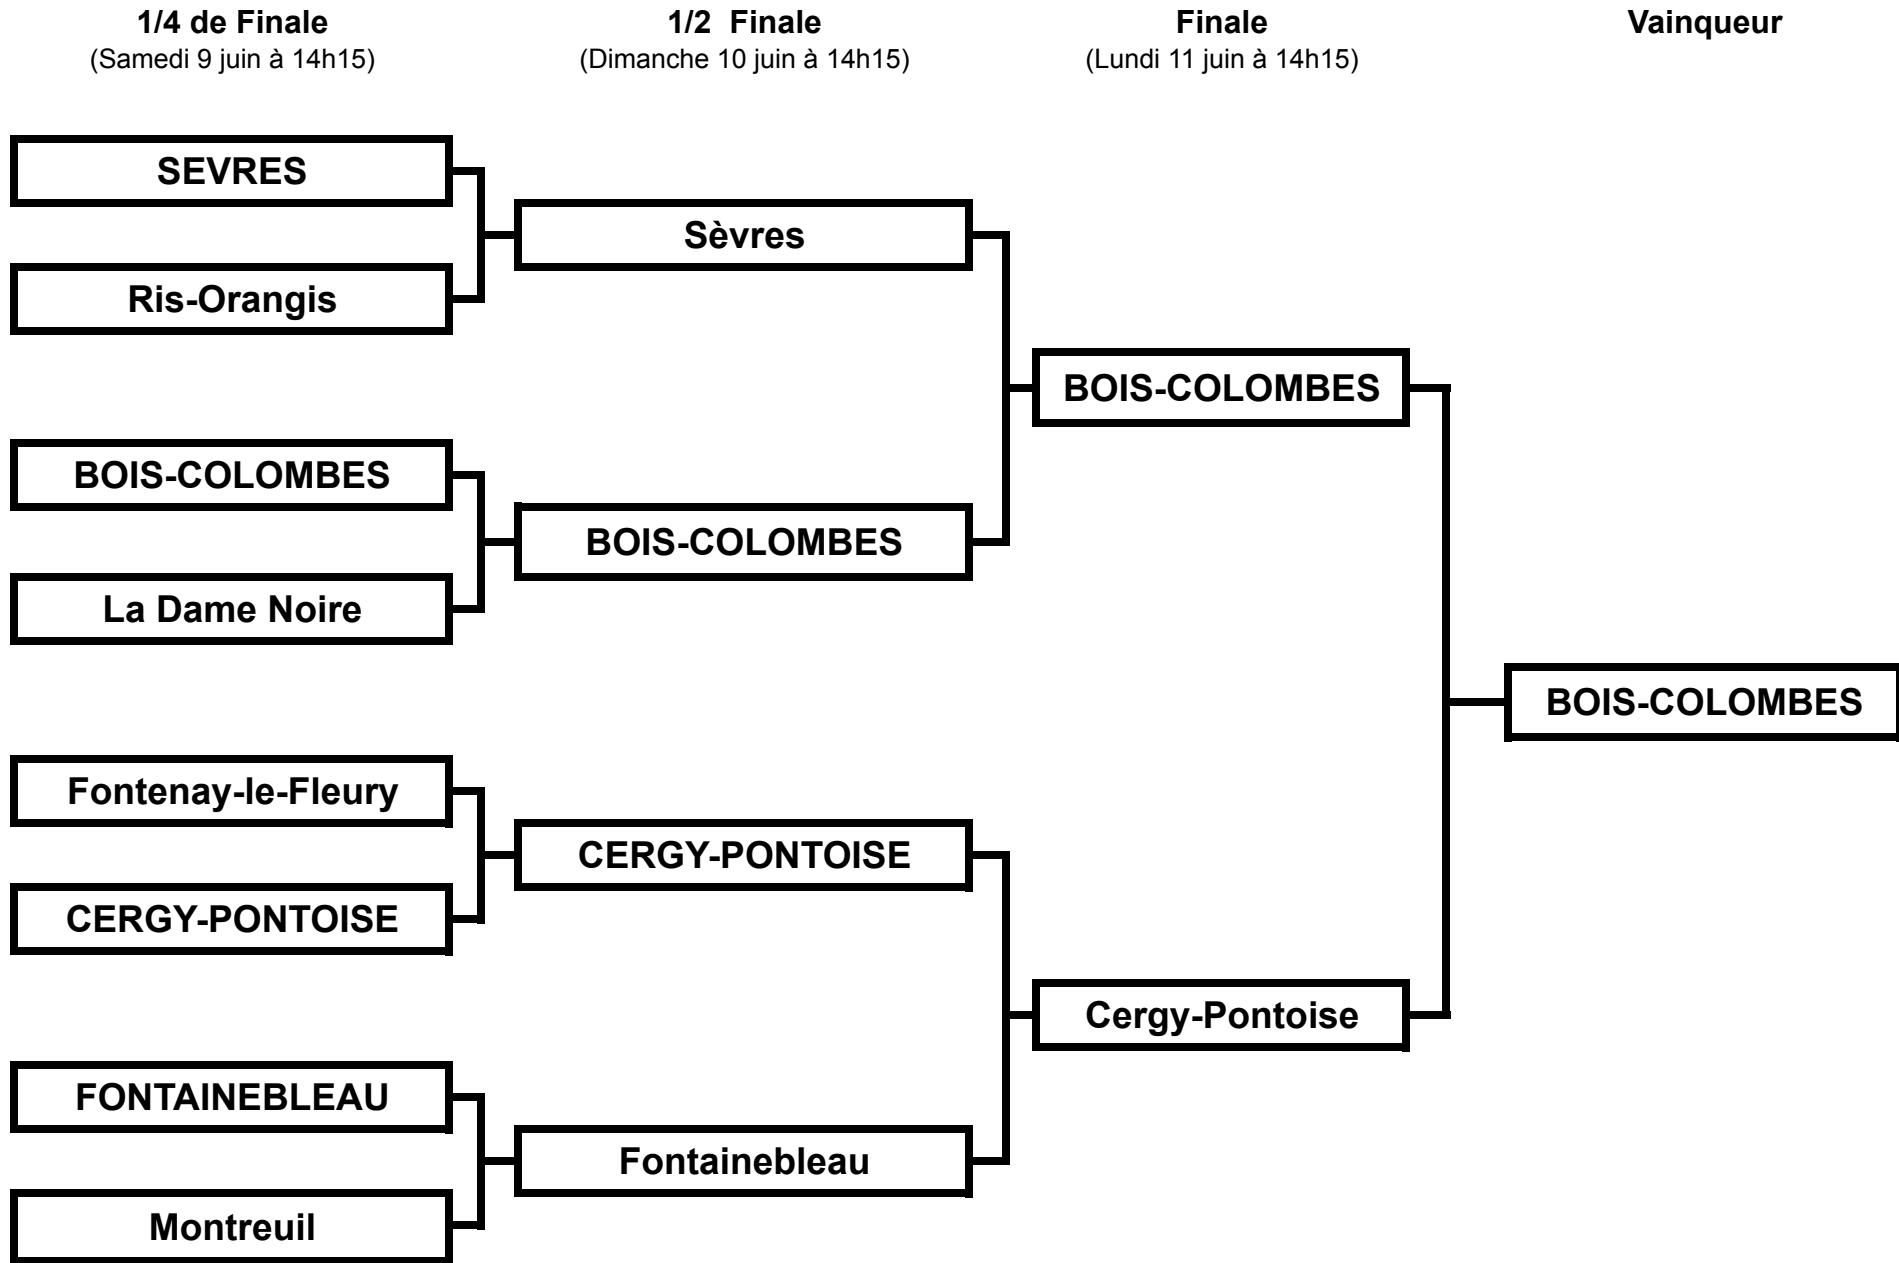 1/4 de Finale
(Samedi 9 juin à 14h15)
1/2 Finale
(Dimanche 10 juin à 14h15)
Finale
(Lundi 11 juin à 14h15)
Vainqueur
SEVRES
Ris-Orangis
BOIS-COLOMBES
La Dame Noire
Fontenay-le-Fleury
CERGY-PONTOISE
FONTAINEBLEAU
Montreuil
Sèvres
BOIS-COLOMBES
CERGY-PONTOISE
Fontainebleau
BOIS-COLOMBES
Cergy-Pontoise
BOIS-COLOMBES